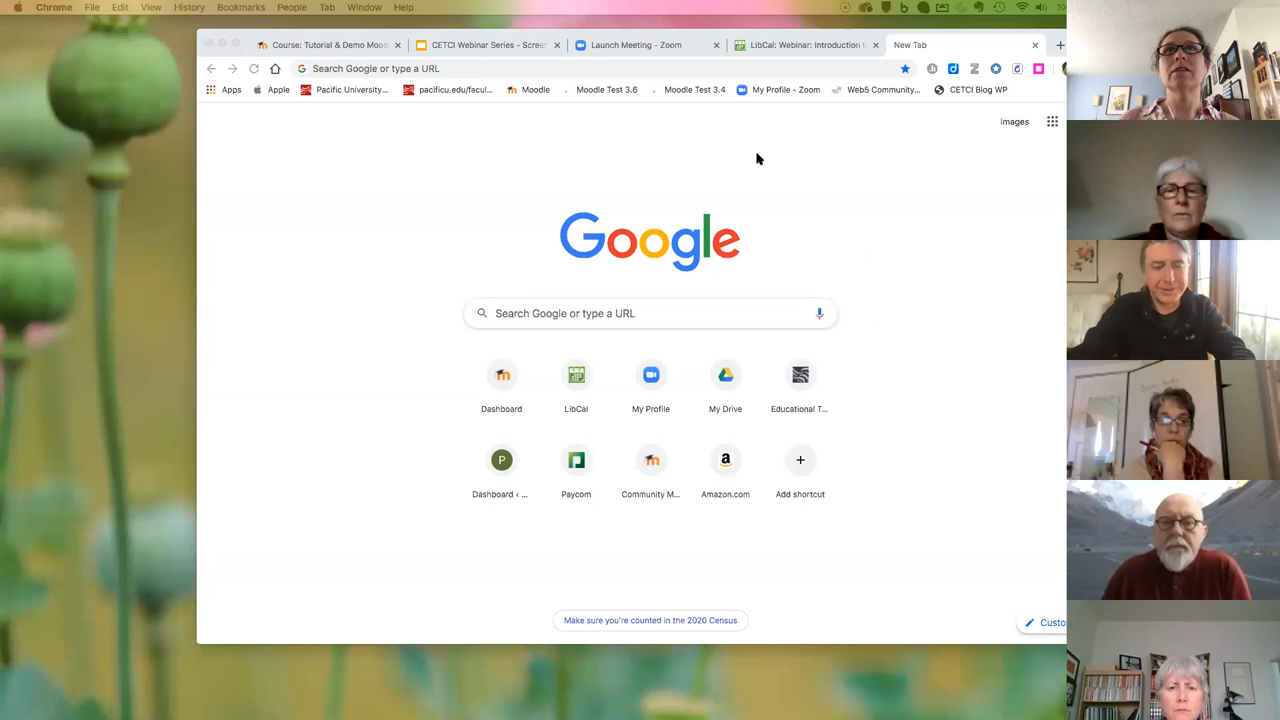 Chrome File Edit View History Bookmarks People Tab Window Help
Course: Tutorial & Demo Mood
CETCI Webinar Series - Screen
Launch Meeting - Zoom
LibCal: Webinar: Introduction t
New Tab
Search Google or type a URL
Apps Apple Pacific University... pacificu.edu/facul... Moodle Moodle Test 3.6 Moodle Test 3.4 My Profile - Zoom Web5 Community... CETCI Blog WP
Images
Google
Search Google or type a URL
Dashboard LibCal My Profile My Drive Educational T...
P
Dashboard ‹ ... Paycom Community M... Amazon.com Add shortcut
Make sure you're counted in the 2020 Census
Custo